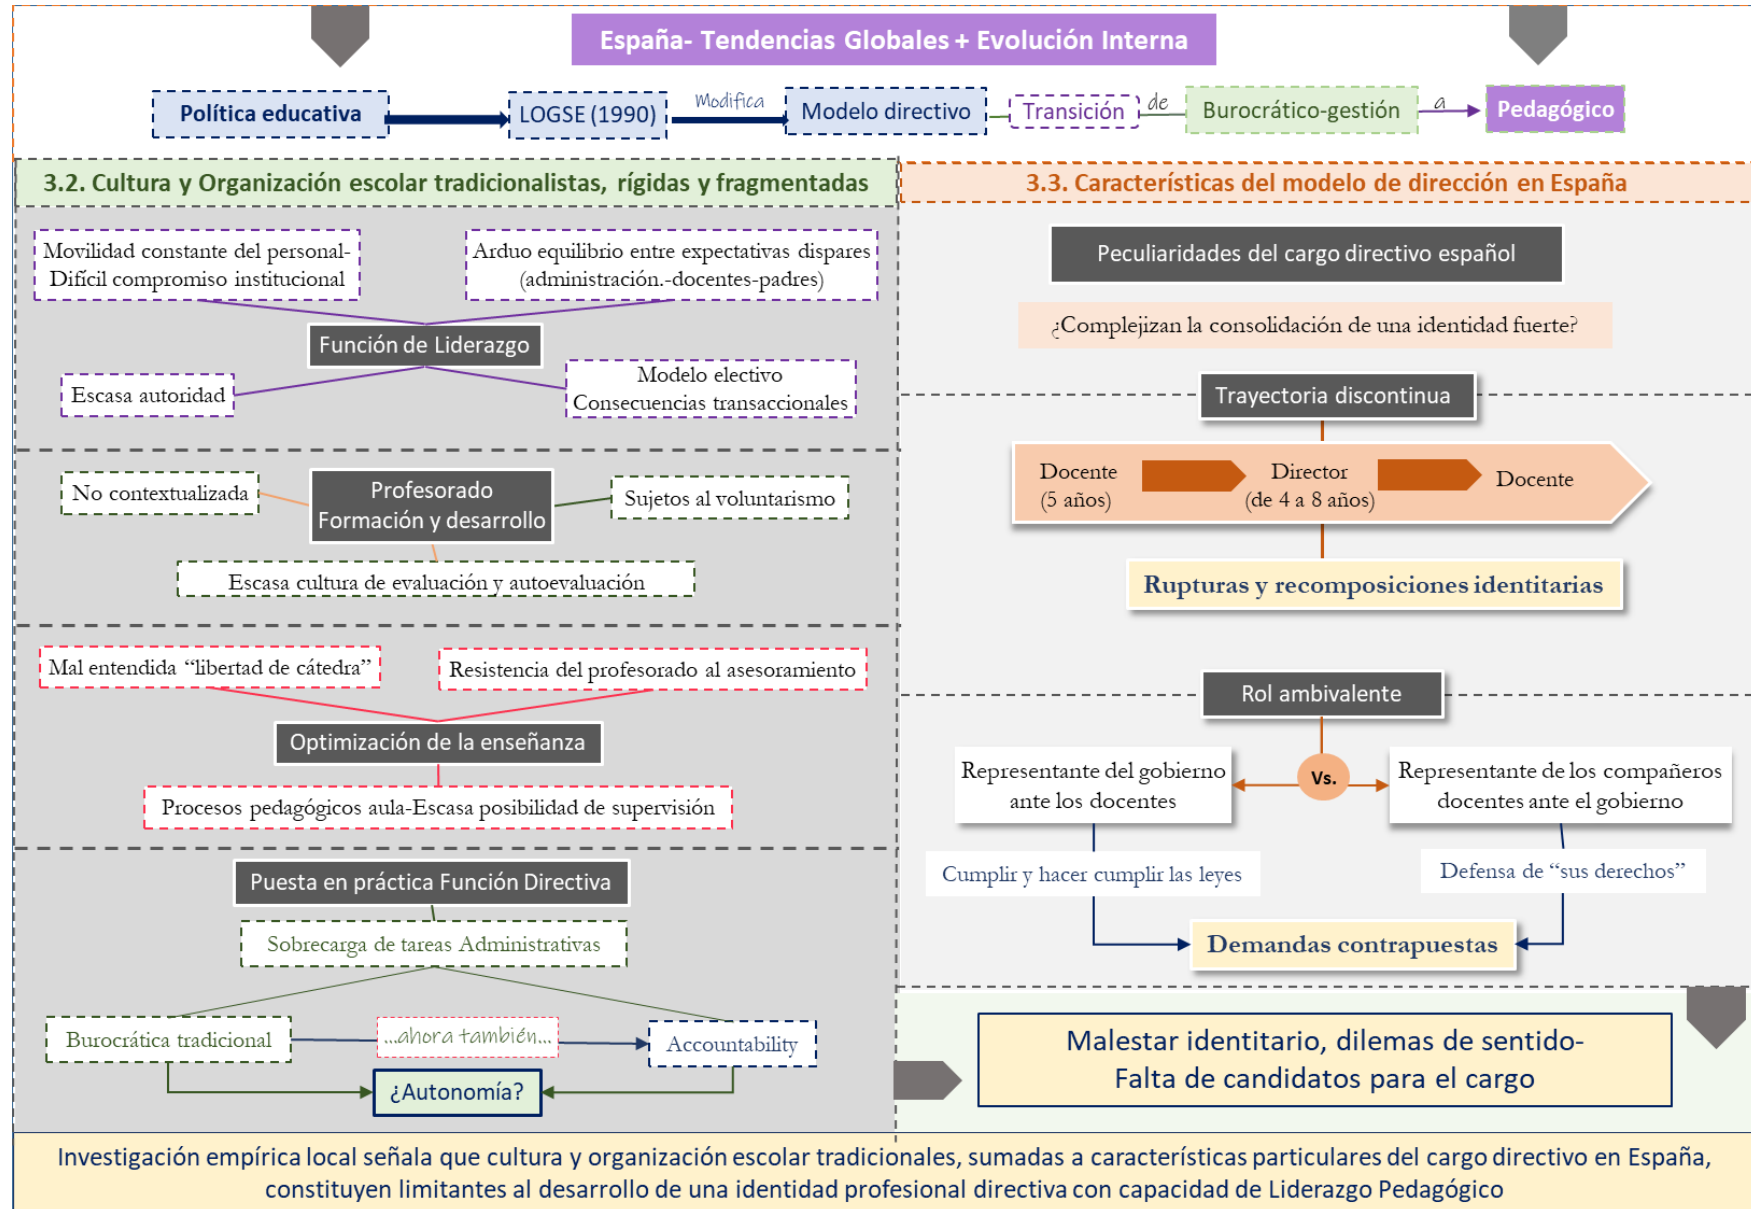 España- Tendencias Globales + Evolución Interna
Política educativa
LOGSE (1990)
Modifica
Modelo directivo
Transición
de
Burocrático-gestión
a
Pedagógico
3.2. Cultura y Organización escolar tradicionalistas, rígidas y fragmentadas
Movilidad constante del personal-
Difícil compromiso institucional
Arduo equilibrio entre expectativas dispares
(administración.-docentes-padres)
Función de Liderazgo
Escasa autoridad
Modelo electivo
Consecuencias transaccionales
No contextualizada
Profesorado
Formación y desarrollo
Sujetos al voluntarismo
Escasa cultura de evaluación y autoevaluación
Mal entendida “libertad de cátedra”
Resistencia del profesorado al asesoramiento
Optimización de la enseñanza
Procesos pedagógicos aula-Escasa posibilidad de supervisión
Puesta en práctica Función Directiva
Sobrecarga de tareas Administrativas
Burocrática tradicional
...ahora también...
Accountability
¿Autonomía?
3.3. Características del modelo de dirección en España
Peculiaridades del cargo directivo español
¿Complejizan la consolidación de una identidad fuerte?
Trayectoria discontinua
Docente
(5 años)
Director
(de 4 a 8 años)
Docente
Rupturas y recomposiciones identitarias
Rol ambivalente
Representante del gobierno
ante los docentes
Vs.
Representante de los compañeros
docentes ante el gobierno
Cumplir y hacer cumplir las leyes
Defensa de “sus derechos”
Demandas contrapuestas
Malestar identitario, dilemas de sentido-
Falta de candidatos para el cargo
Investigación empírica local señala que cultura y organización escolar tradicionales, sumadas a características particulares del cargo directivo en España,
constituyen limitantes al desarrollo de una identidad profesional directiva con capacidad de Liderazgo Pedagógico